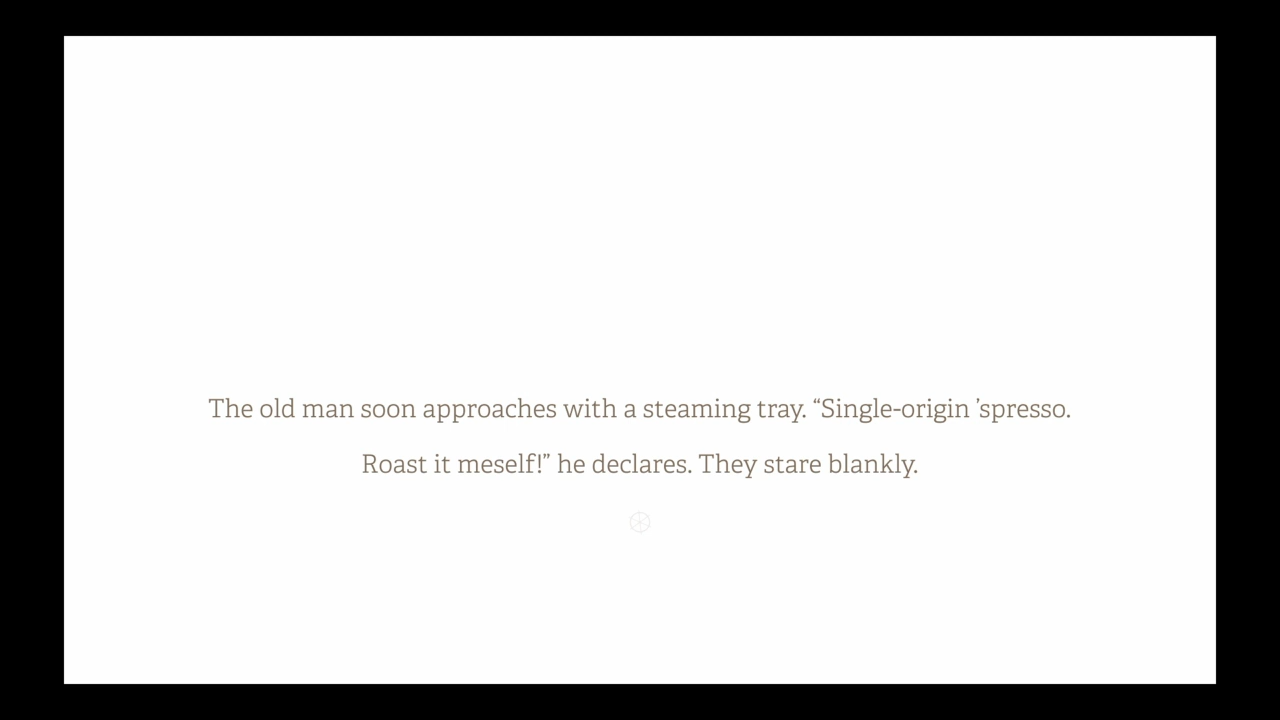 The old man soon approaches with a steaming tray. “Single-origin ’spresso.
Roast it meself!” he declares. They stare blankly.